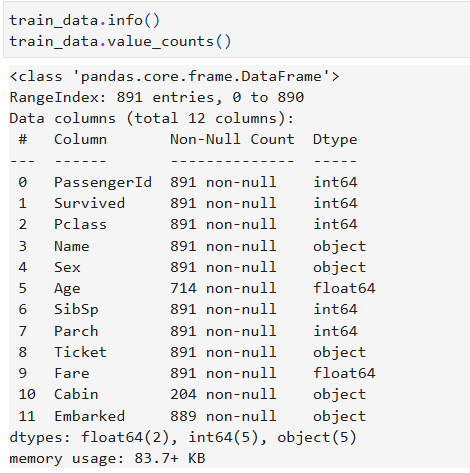 train_data.info()
train_data.value_counts()
<class 'pandas.core.frame.DataFrame'>
RangeIndex: 891 entries, 0 to 890
Data columns (total 12 columns):
 #   Column       Non-Null Count  Dtype
---  ------       --------------  -----
 0   PassengerId  891 non-null    int64
 1   Survived     891 non-null    int64
 2   Pclass       891 non-null    int64
 3   Name         891 non-null    object
 4   Sex          891 non-null    object
 5   Age          714 non-null    float64
 6   SibSp        891 non-null    int64
 7   Parch        891 non-null    int64
 8   Ticket       891 non-null    object
 9   Fare         891 non-null    float64
 10  Cabin        204 non-null    object
 11  Embarked     889 non-null    object
dtypes: float64(2), int64(5), object(5)
memory usage: 83.7+ KB